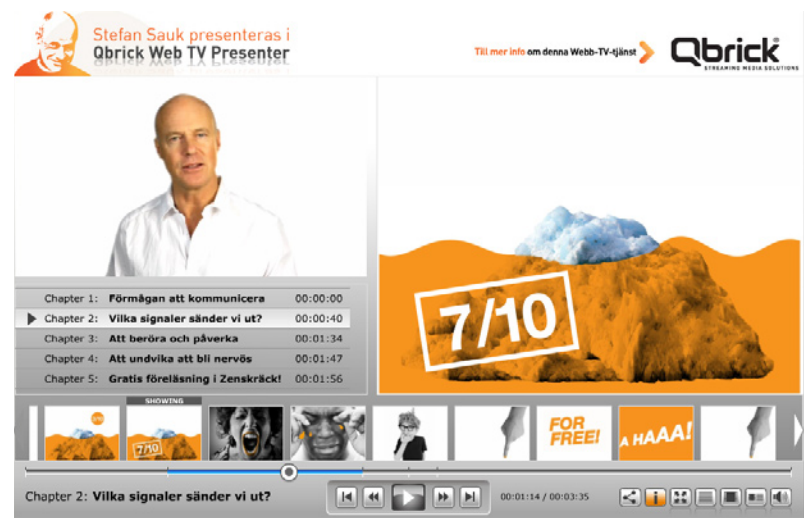 Stefan Sauk presenteras i
Qbrick Web TV Presenter
Till mer info om denna Webb-TV-tjänst
Qbrick
STREAMING MEDIA SOLUTIONS
7/10
Chapter 1: Förmågan att kommunicera 00:00:00
Chapter 2: Vilka signaler sänder vi ut? 00:00:40
Chapter 3: Att beröra och påverka 00:01:34
Chapter 4: Att undvika att bli nervös 00:01:47
Chapter 5: Gratis föreläsning i Zenskräck! 00:01:56
SHOWING
7/10
FOR
FREE!
A HAAA!
Chapter 2: Vilka signaler sänder vi ut?
00:01:14 / 00:03:35